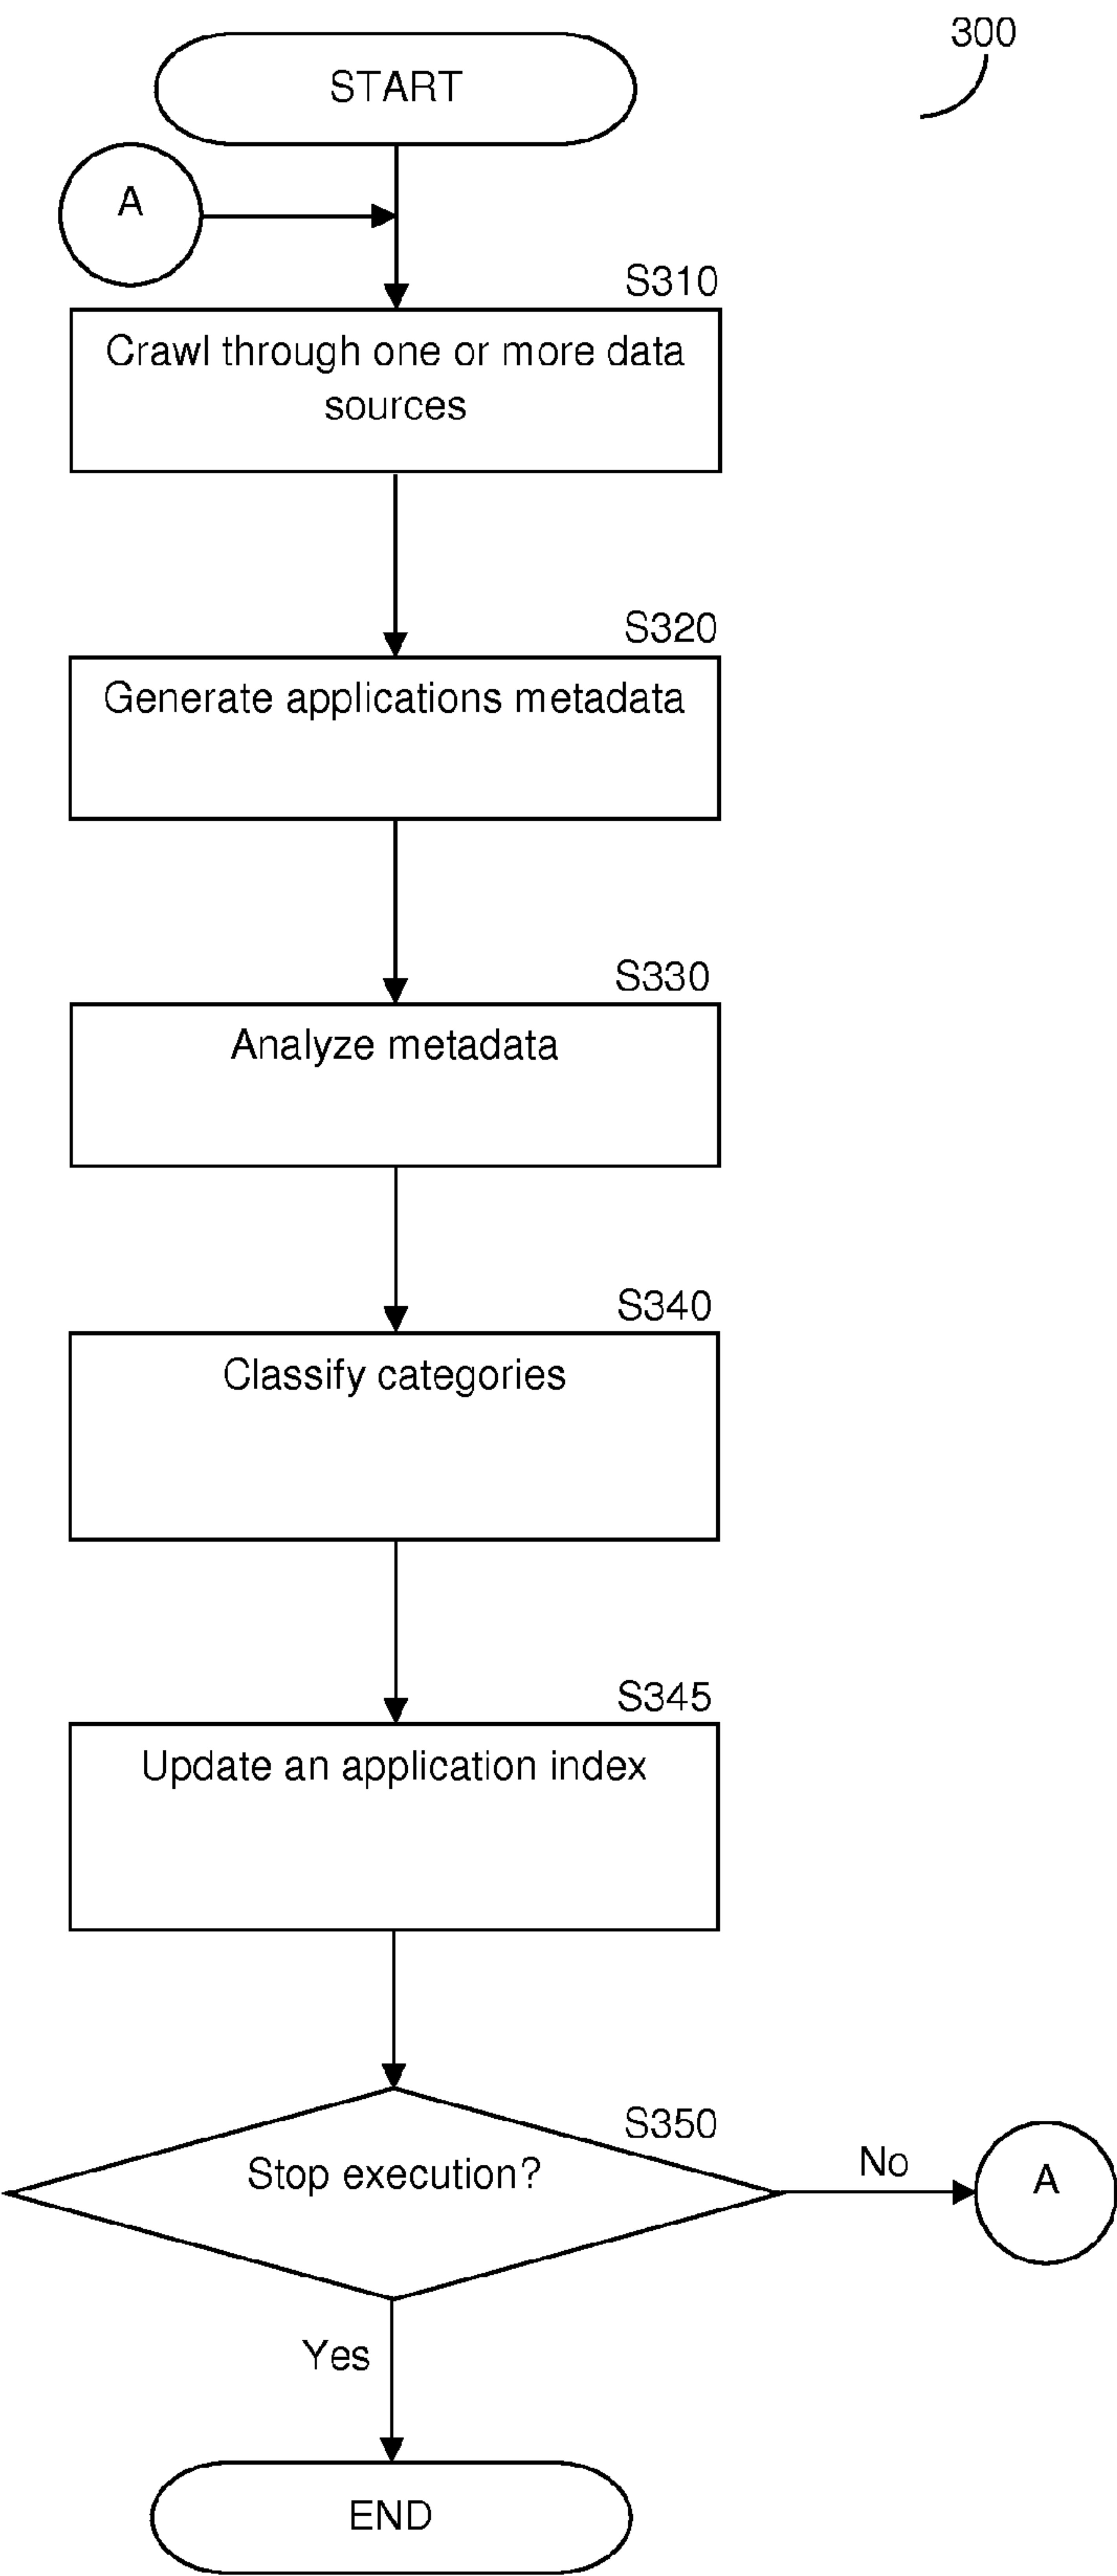 300
START
A
S310
Crawl through one or more data
sources
S320
Generate applications metadata
S330
Analyze metadata
S340
Classify categories
S345
Update an application index
S350
Stop execution?
No
A
Yes
END